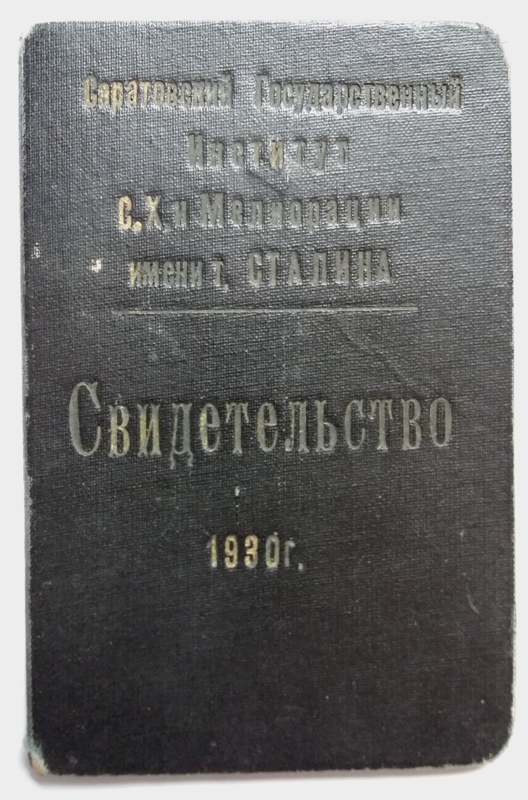 Саратовский Государственный
Институт
С.Х. и Мелиорации
имени т. СТАЛИНА
Свидетельство
1930г.